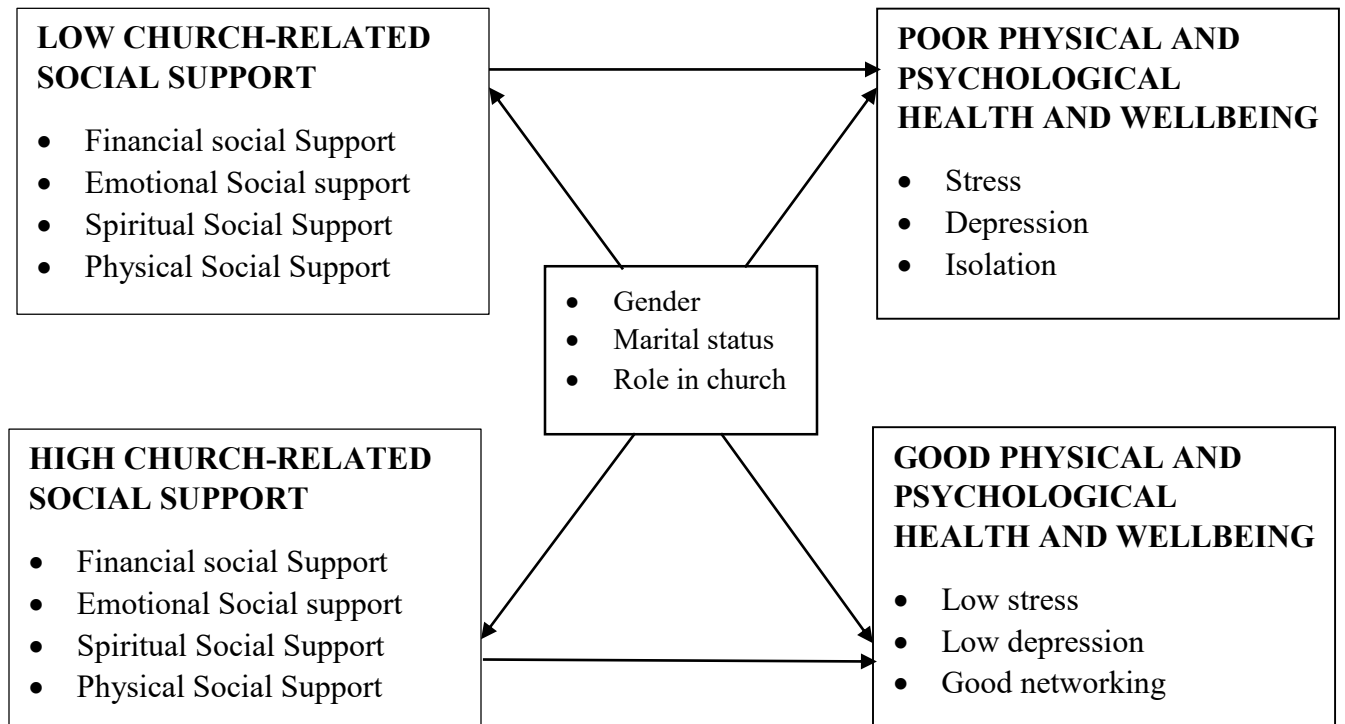 LOW CHURCH-RELATED
SOCIAL SUPPORT
• Financial social Support
• Emotional Social support
• Spiritual Social Support
• Physical Social Support
POOR PHYSICAL AND
PSYCHOLOGICAL
HEALTH AND WELLBEING
• Stress
• Depression
• Isolation
• Gender
• Marital status
• Role in church
HIGH CHURCH-RELATED
SOCIAL SUPPORT
• Financial social Support
• Emotional Social support
• Spiritual Social Support
• Physical Social Support
GOOD PHYSICAL AND
PSYCHOLOGICAL
HEALTH AND WELLBEING
• Low stress
• Low depression
• Good networking